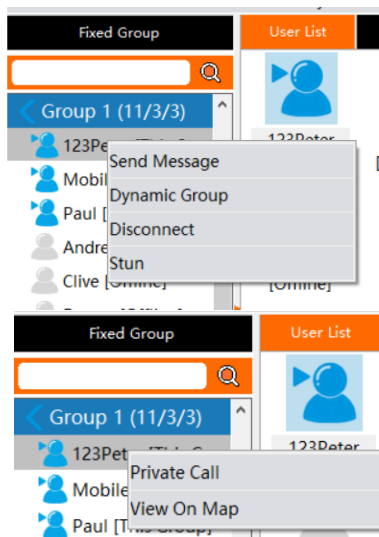 Fixed Group
User List
Group 1 (11/3/3)
123Pe
123Peter
Send Message
Mobil
Dynamic Group
Paul [
Disconnect
Andre
Stun
Clive [Offline]
[Offline]
Fixed Group
User List
Group 1 (11/3/3)
123Pet
123Peter
Private Call
Mobile
View On Map
Paul [This Group]